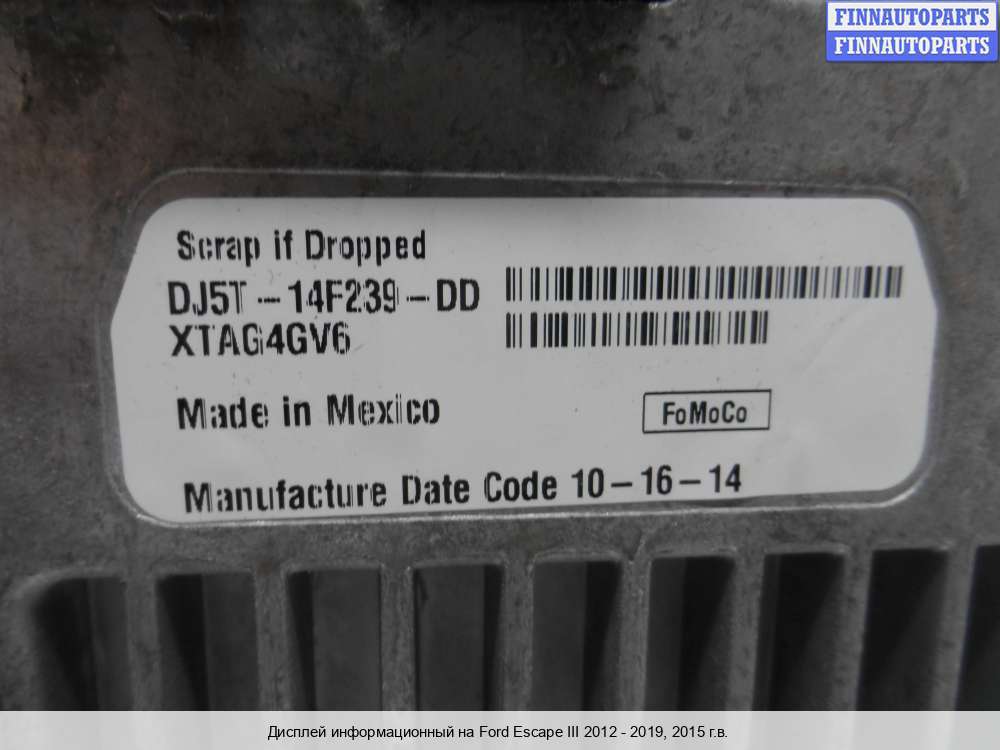 FINNAUTOPARTS
FINNAUTOPARTS
Scrap if Dropped
DJ5T-14F239-DD
XTAG4GV6
Made in Mexico
FoMoCo
Manufacture Date Code 10-16-14
Дисплей информационный на Ford Escape III 2012 - 2019, 2015 г.в.